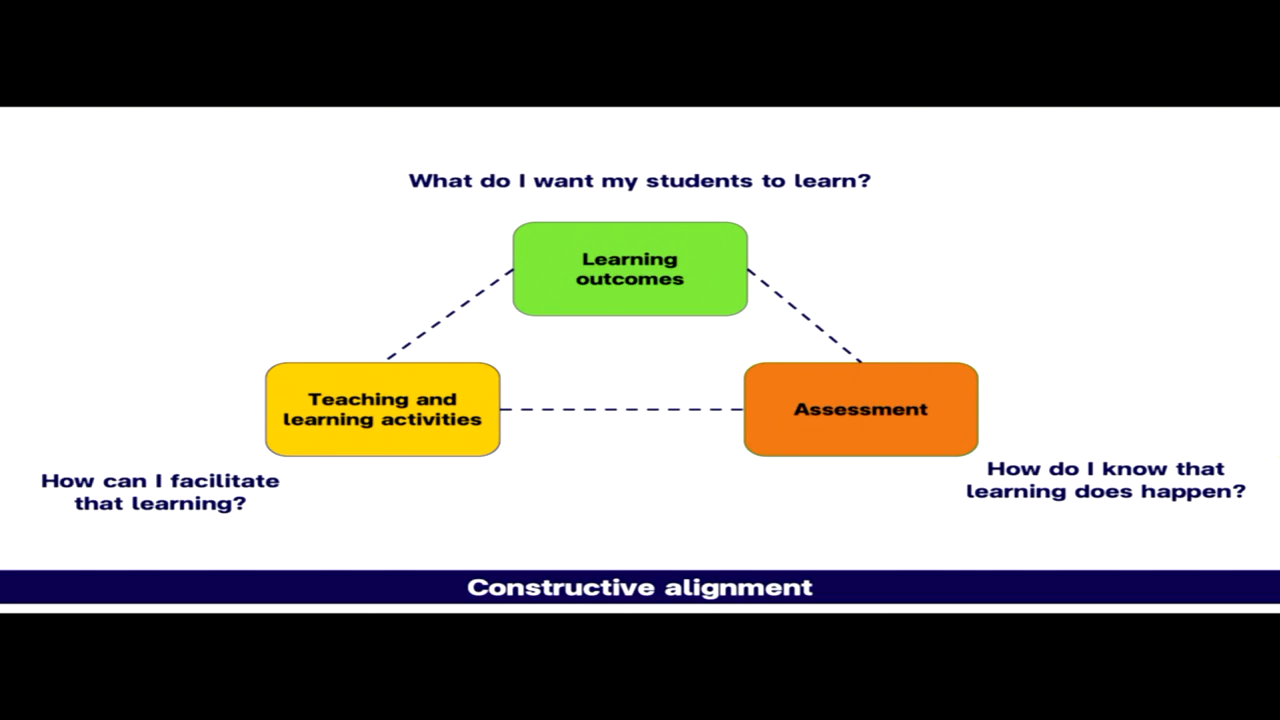 What do I want my students to learn?
Learning
outcomes
Teaching and
learning activities
Assessment
How can I facilitate
that learning?
How do I know that
learning does happen?
Constructive alignment